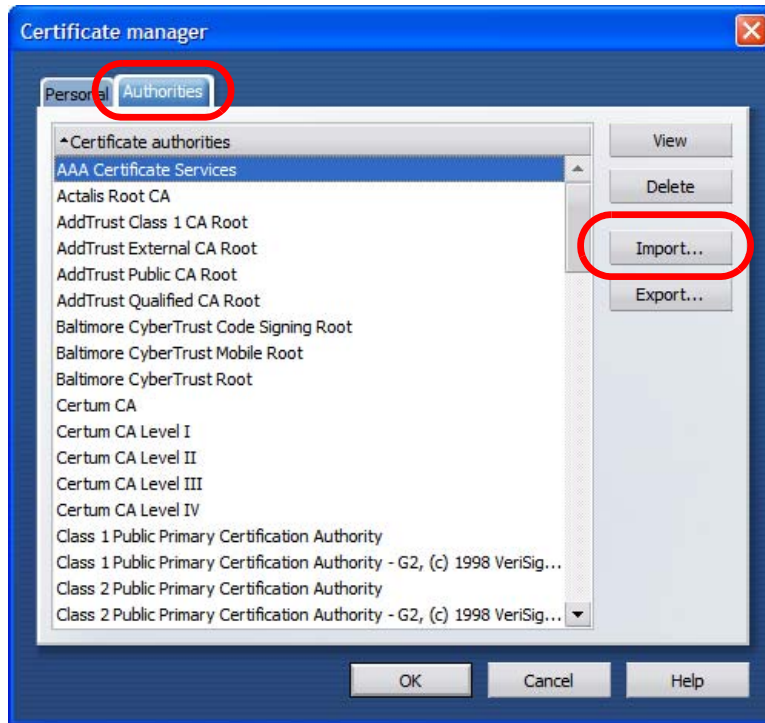 Certificate manager
Personal Authorities
Certificate authorities
AAA Certificate Services
Actalis Root CA
AddTrust Class 1 CA Root
AddTrust External CA Root
AddTrust Public CA Root
AddTrust Qualified CA Root
Baltimore CyberTrust Code Signing Root
Baltimore CyberTrust Mobile Root
Baltimore CyberTrust Root
Certum CA
Certum CA Level I
Certum CA Level II
Certum CA Level III
Certum CA Level IV
Class 1 Public Primary Certification Authority
Class 1 Public Primary Certification Authority - G2, (c) 1998 VeriSig...
Class 2 Public Primary Certification Authority
Class 2 Public Primary Certification Authority - G2, (c) 1998 VeriSig...
View
Delete
Import...
Export...
OK Cancel Help